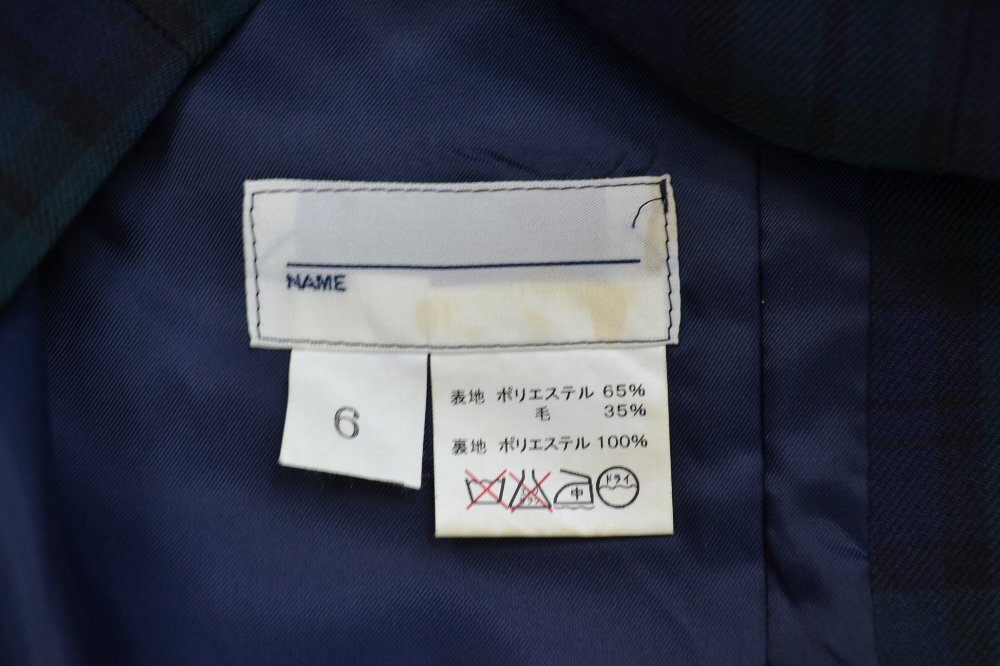 NAME
6
表地 ポリエステル 65%
毛 35%
裏地 ポリエステル 100%
中
ドライ